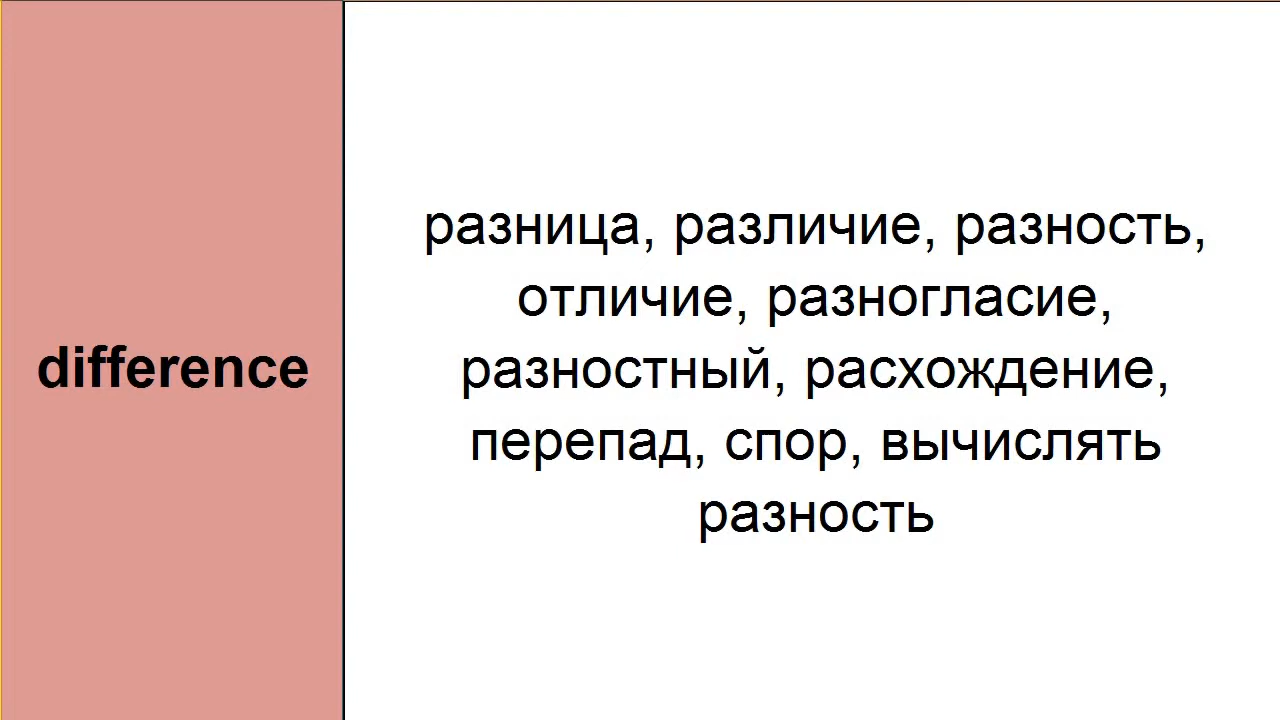 difference
разница, различие, разность,
отличие, разногласие,
разностный, расхождение,
перепад, спор, вычислять
разность